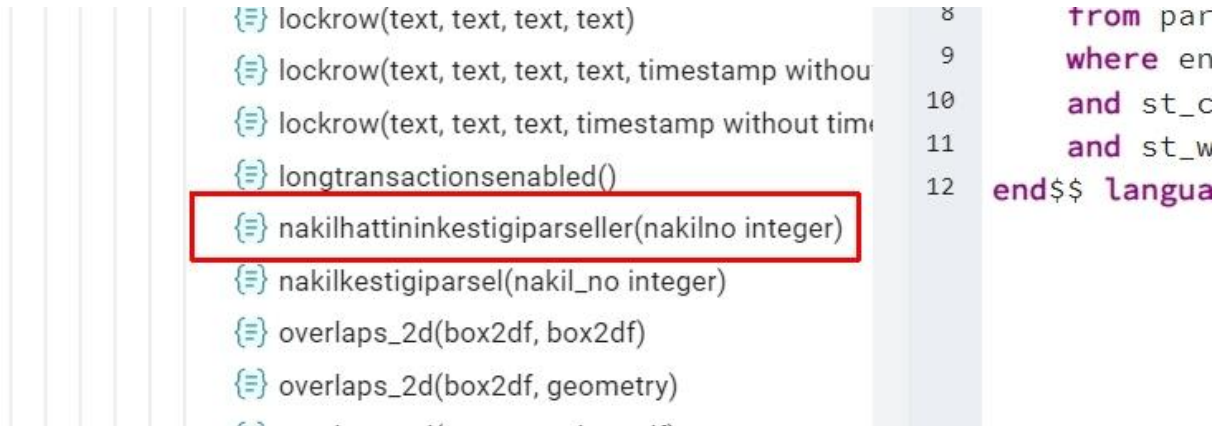 lockrow(text, text, text, text)
lockrow(text, text, text, text, timestamp withou
lockrow(text, text, text, timestamp without time
longtransactionsenabled()
nakilhattininkestigiparseller(nakilno integer)
nakilkestigiparsel(nakil_no integer)
overlaps_2d(box2df, box2df)
overlaps_2d(box2df, geometry)
8 from par
9 where en
10 and st_c
11 and st_w
12 end$$ langua